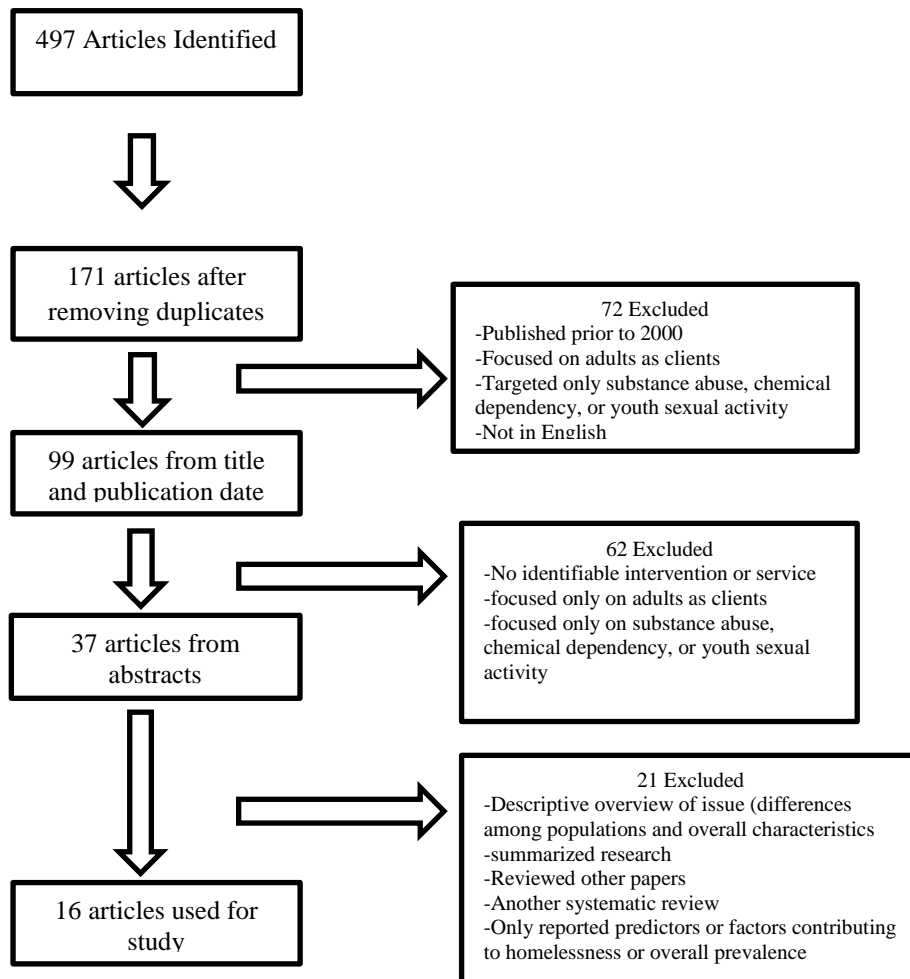 497 Articles Identified
171 articles after
removing duplicates
72 Excluded
-Published prior to 2000
-Focused on adults as clients
-Targeted only substance abuse, chemical
dependency, or youth sexual activity
-Not in English
99 articles from title
and publication date
62 Excluded
-No identifiable intervention or service
-focused only on adults as clients
-focused only on substance abuse,
chemical dependency, or youth sexual
activity
37 articles from
abstracts
21 Excluded
-Descriptive overview of issue (differences
among populations and overall characteristics
-summarized research
-Reviewed other papers
-Another systematic review
-Only reported predictors or factors contributing
to homelessness or overall prevalence
16 articles used for
study